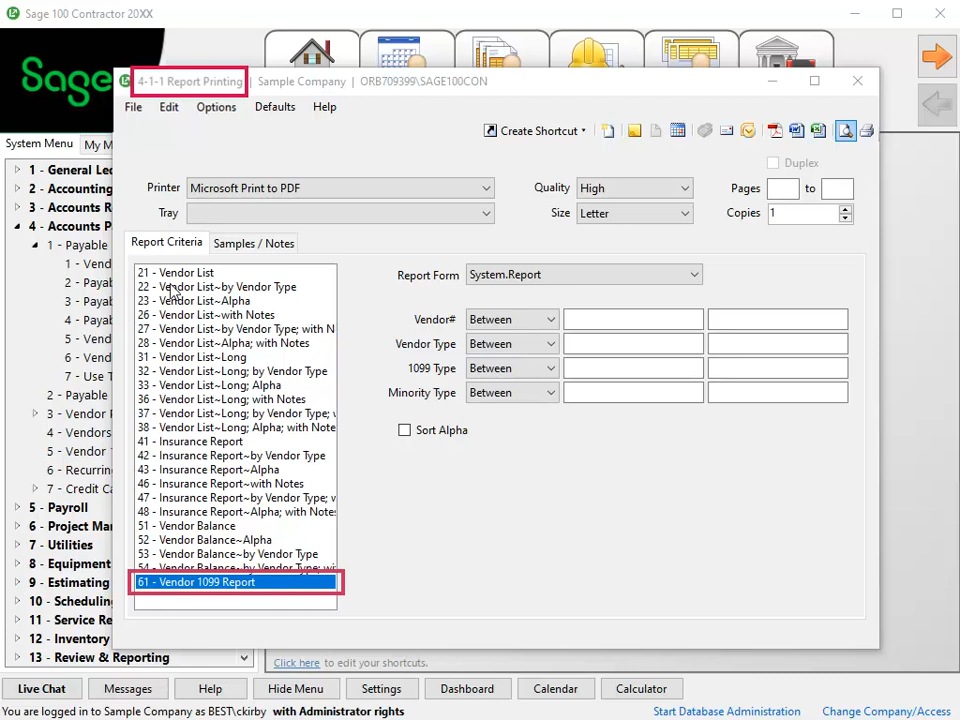 Sage 100 Contractor 20XX
Sage
4-1-1 Report Printing | Sample Company | ORB709399\SAGE100CON
File Edit Options Defaults Help
Create Shortcut
Duplex
Printer Microsoft Print to PDF Quality High Pages to
Tray Size Letter Copies 1
System Menu My M
1 - General Led
2 - Accounting
3 - Accounts R
4 - Accounts P
1 - Payable
1 - Vend
2 - Payab
3 - Payab
4 - Payab
5 - Vend
6 - Vend
7 - Use T
2 - Payable
3 - Vendor P
4 - Vendors
5 - Vendor
6 - Recurring
7 - Credit Ca
5 - Payroll
6 - Project Man
7 - Utilities
8 - Equipment
9 - Estimating
10 - Scheduling
11 - Service Re
12 - Inventory
13 - Review & Reporting
Report Criteria Samples / Notes
21 - Vendor List
22 - Vendor List~by Vendor Type
23 - Vendor List~Alpha
26 - Vendor List~with Notes
27 - Vendor List~by Vendor Type; with N
28 - Vendor List~Alpha; with Notes
31 - Vendor List~Long
32 - Vendor List~Long; by Vendor Type
33 - Vendor List~Long; Alpha
36 - Vendor List~Long; with Notes
37 - Vendor List~Long; by Vendor Type; w
38 - Vendor List~Long; Alpha; with Note
41 - Insurance Report
42 - Insurance Report~by Vendor Type
43 - Insurance Report~Alpha
46 - Insurance Report~with Notes
47 - Insurance Report~by Vendor Type; w
48 - Insurance Report~Alpha; with Notes
51 - Vendor Balance
52 - Vendor Balance~Alpha
53 - Vendor Balance~by Vendor Type
54 - Vendor Balance~by Vendor Type; wi
61 - Vendor 1099 Report
Report Form System.Report
Vendor# Between
Vendor Type Between
1099 Type Between
Minority Type Between
Sort Alpha
Click here to edit your shortcuts.
Live Chat Messages Help Hide Menu Settings Dashboard Calendar Calculator
You are logged in to Sample Company as BEST\ckirby with Administrator rights Start Database Administration Change Company/Access